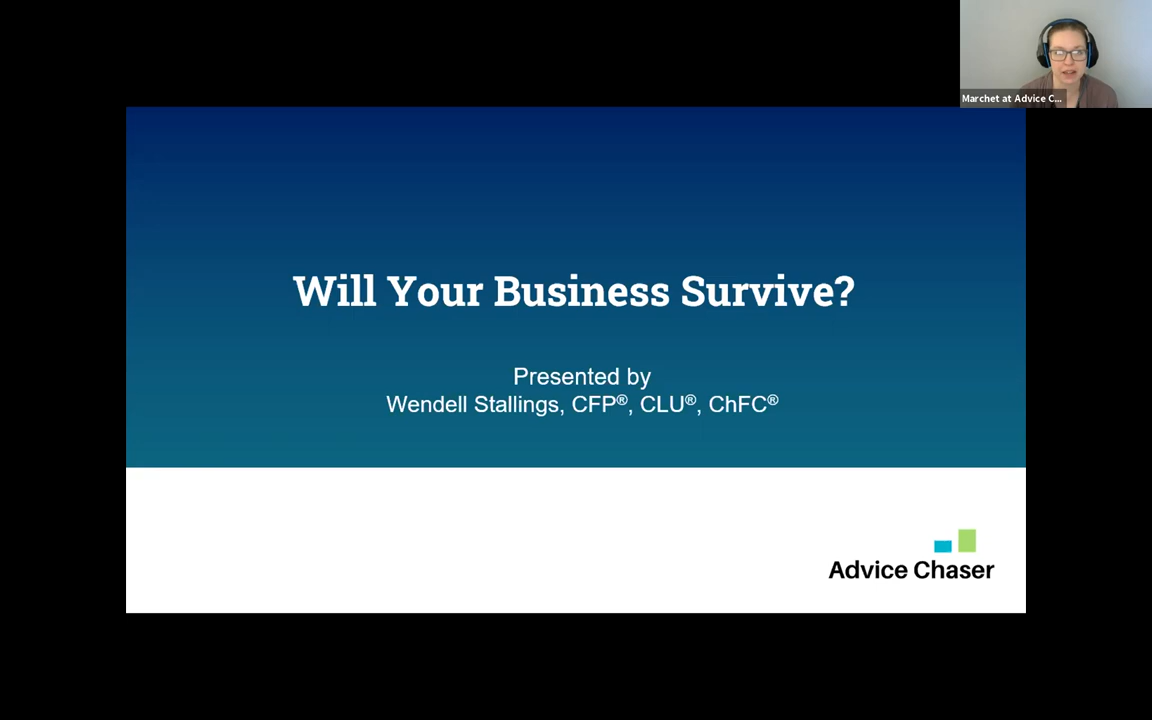 Marchet at Advice C...
Will Your Business Survive?
Presented by
Wendell Stallings, CFP®, CLU®, ChFC®
Advice Chaser